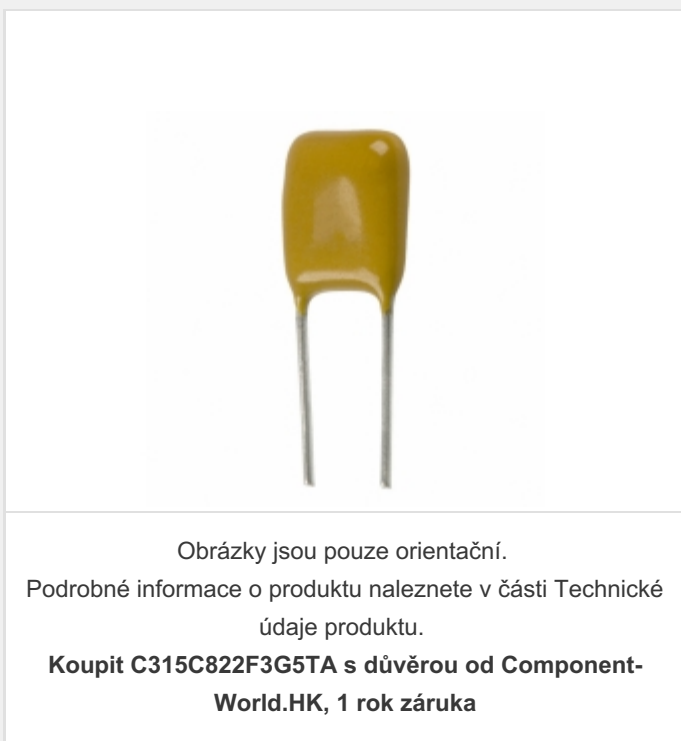 Obrázky jsou pouze orientační.
Podrobné informace o produktu naleznete v části Technické
údaje produktu.
Koupit C315C822F3G5TA s důvěrou od Component-
World.HK, 1 rok záruka